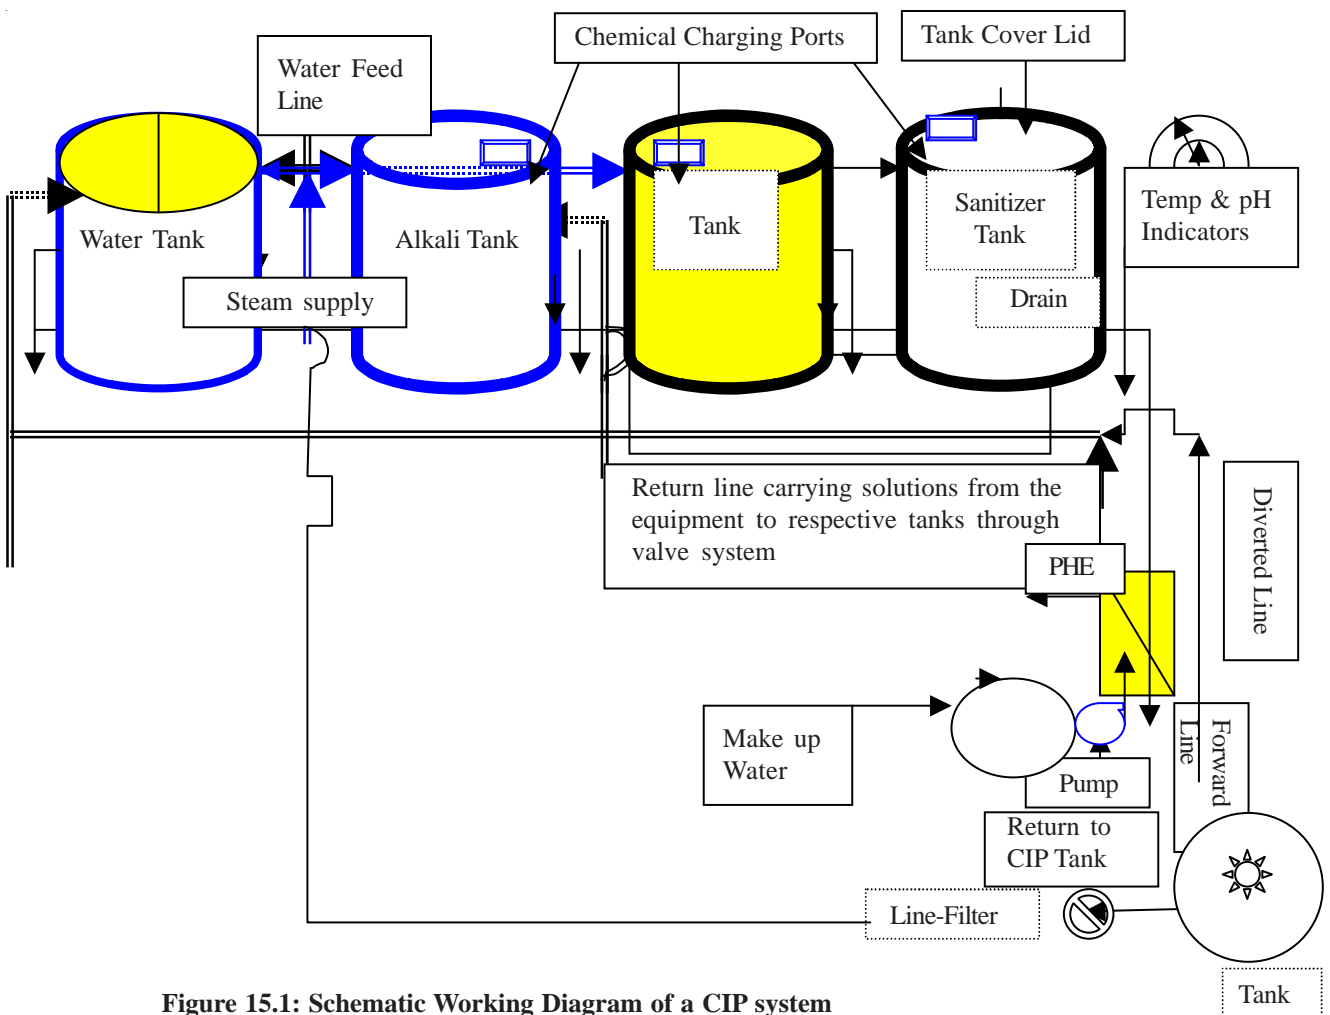 Chemical Charging Ports
Tank Cover Lid
Water Feed
Line
Water Tank
Alkali Tank
Tank
Sanitizer
Tank
Temp & pH
Indicators
Steam supply
Drain
Return line carrying solutions from the
equipment to respective tanks through
valve system
PHE
Diverted Line
Make up
Water
Forward
Line
Pump
Return to
CIP Tank
Line-Filter
Tank
Figure 15.1: Schematic Working Diagram of a CIP system